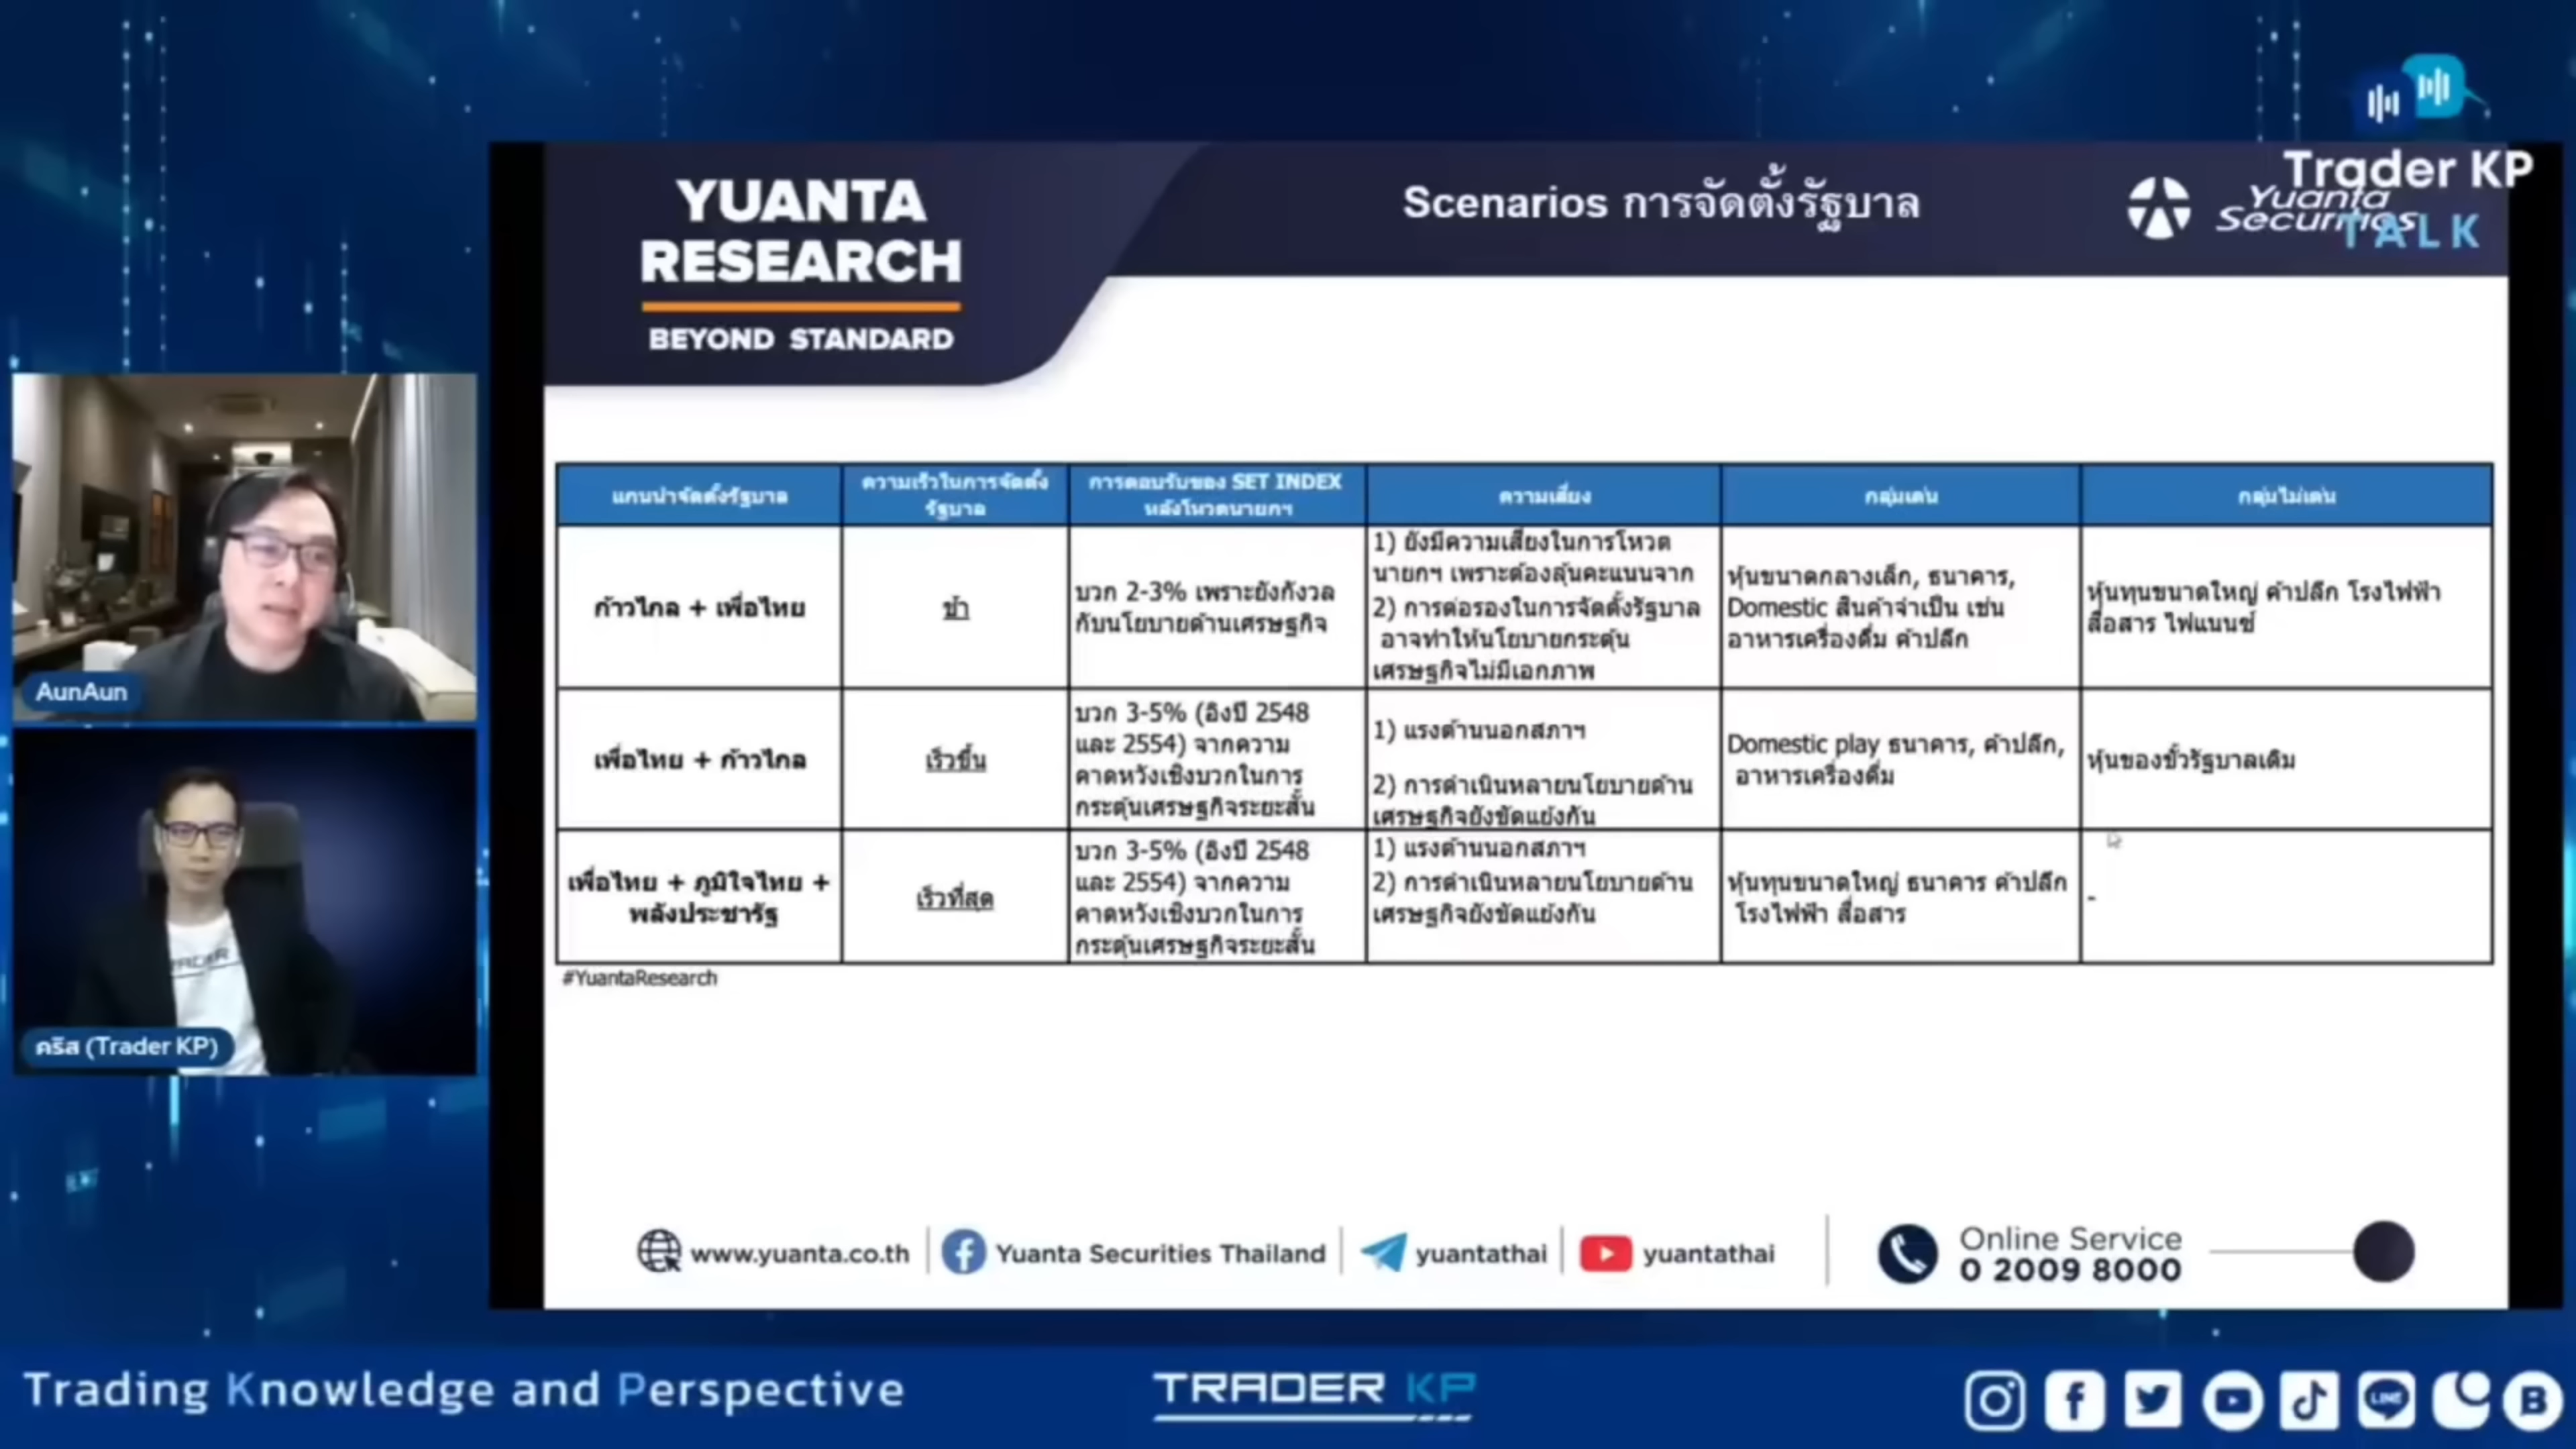 Trader KP
TALK
YUANTA
RESEARCH
BEYOND STANDARD
Scenarios การจัดตั้งรัฐบาล
Yuanta
Securities
แกนนำจัดตั้งรัฐบาล
ความเร็วในการจัดตั้ง
รัฐบาล
การตอบรับของ SET INDEX
หลังโหวตนายกฯ
ความเสี่ยง
กลุ่มเด่น
กลุ่มไม่เด่น
ก้าวไกล + เพื่อไทย
ช้า
บวก 2-3% เพราะยังกังวล
กับนโยบายด้านเศรษฐกิจ
1) ยังมีความเสี่ยงในการโหวต
นายกฯ เพราะต้องลุ้นคะแนนจาก
2) การต่อรองในการจัดตั้งรัฐบาล
อาจทำให้นโยบายกระตุ้น
เศรษฐกิจไม่มีเอกภาพ
หุ้นขนาดกลางเล็ก, ธนาคาร,
Domestic สินค้าจำเป็น เช่น
อาหารเครื่องดื่ม ค้าปลีก
หุ้นทุนขนาดใหญ่ ค้าปลีก โรงไฟฟ้า
สื่อสาร ไฟแนนซ์
เพื่อไทย + ก้าวไกล
เร็วขึ้น
บวก 3-5% (อิงปี 2548
และ 2554) จากความ
คาดหวังเชิงบวกในการ
กระตุ้นเศรษฐกิจระยะสั้น
1) แรงต้านนอกสภาฯ
2) การดำเนินหลายนโยบายด้าน
เศรษฐกิจยังขัดแย้งกัน
Domestic play ธนาคาร, ค้าปลีก,
อาหารเครื่องดื่ม
หุ้นของขั้วรัฐบาลเดิม
เพื่อไทย + ภูมิใจไทย +
พลังประชารัฐ
เร็วที่สุด
บวก 3-5% (อิงปี 2548
และ 2554) จากความ
คาดหวังเชิงบวกในการ
กระตุ้นเศรษฐกิจระยะสั้น
1) แรงต้านนอกสภาฯ
2) การดำเนินหลายนโยบายด้าน
เศรษฐกิจยังขัดแย้งกัน
หุ้นทุนขนาดใหญ่ ธนาคาร ค้าปลีก
โรงไฟฟ้า สื่อสาร
-
#YuantaResearch
AunAun
คริส (Trader KP)
www.yuanta.co.th
Yuanta Securities Thailand
yuantathai
yuantathai
Online Service
0 2009 8000
Trading Knowledge and Perspective
TRADER KP
LINE
B